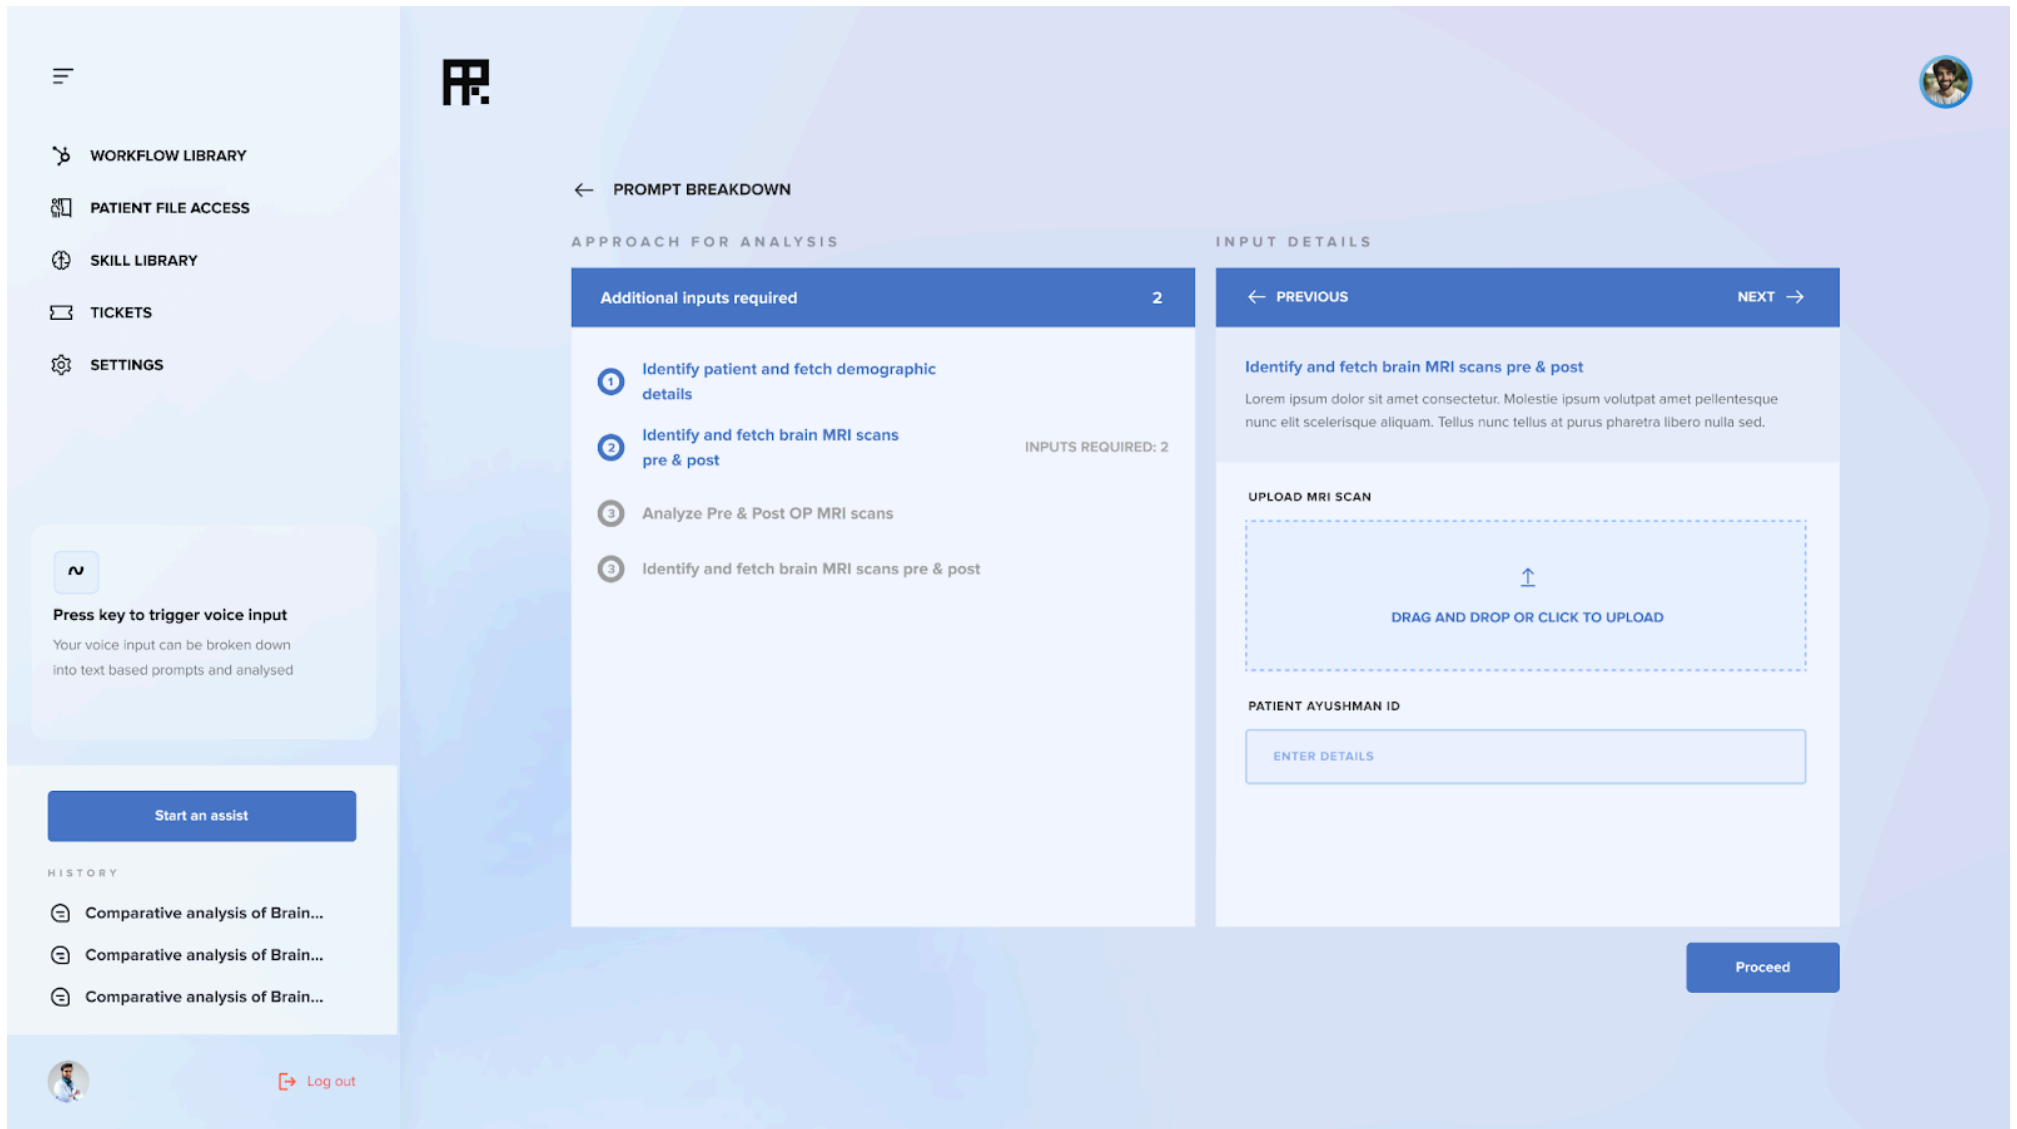 WORKFLOW LIBRARY
PATIENT FILE ACCESS
SKILL LIBRARY
TICKETS
SETTINGS
~
Press key to trigger voice input
Your voice input can be broken down
into text based prompts and analysed
Start an assist
HISTORY
Comparative analysis of Brain...
Comparative analysis of Brain...
Comparative analysis of Brain...
Log out
PROMPT BREAKDOWN
APPROACH FOR ANALYSIS
Additional inputs required 2
1 Identify patient and fetch demographic
details
2 Identify and fetch brain MRI scans
pre & post
INPUTS REQUIRED: 2
3 Analyze Pre & Post OP MRI scans
3 Identify and fetch brain MRI scans pre & post
INPUT DETAILS
PREVIOUS NEXT
Identify and fetch brain MRI scans pre & post
Lorem ipsum dolor sit amet consectetur. Molestie ipsum volutpat amet pellentesque
nunc elit scelerisque aliquam. Tellus nunc tellus at purus pharetra libero nulla sed.
UPLOAD MRI SCAN
DRAG AND DROP OR CLICK TO UPLOAD
PATIENT AYUSHMAN ID
ENTER DETAILS
Proceed